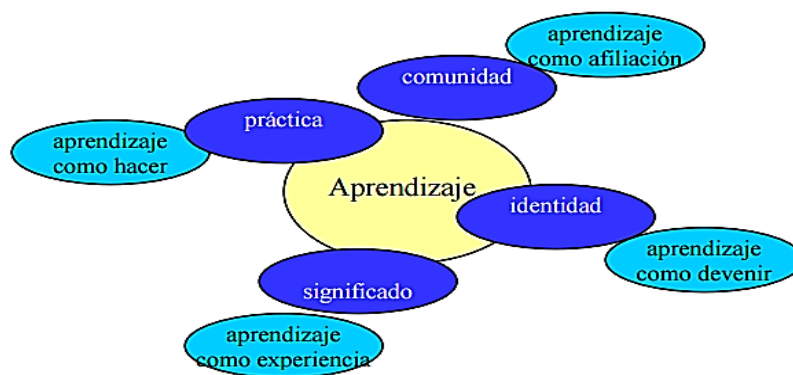 aprendizaje
como afiliación
comunidad
práctica
aprendizaje
como hacer
Aprendizaje
identidad
aprendizaje
como devenir
significado
aprendizaje
como experiencia